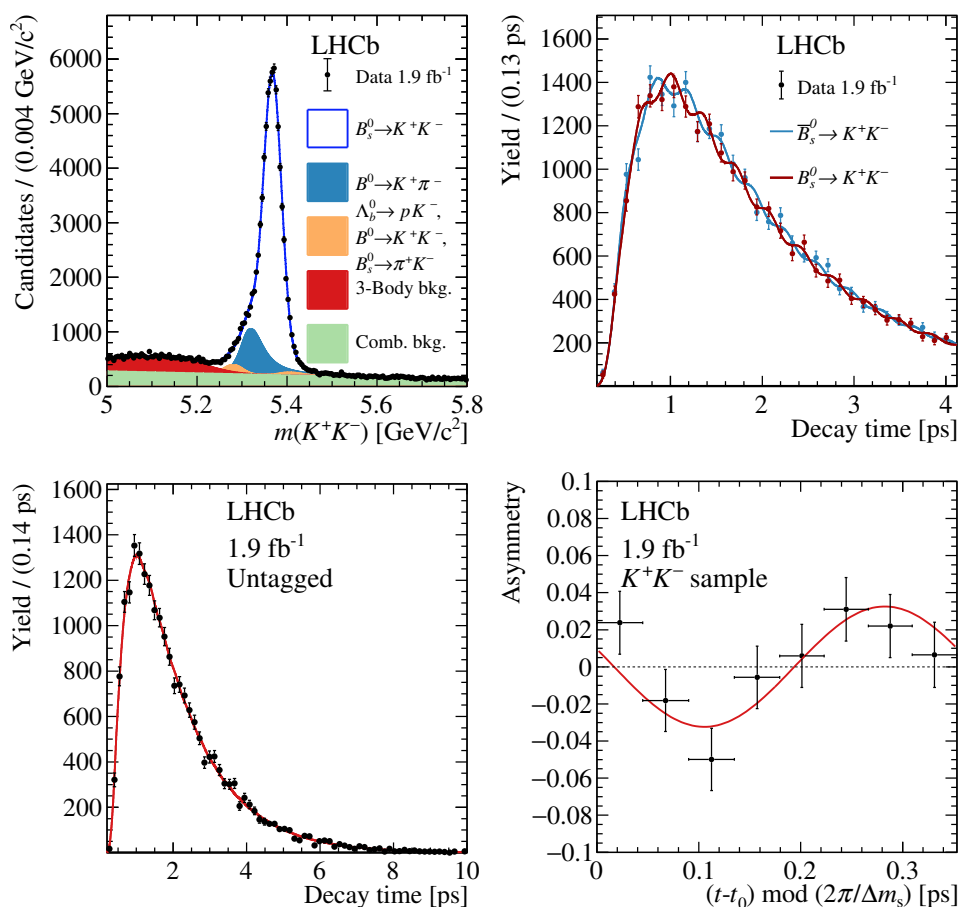 Candidates / (0.004 GeV/c²)
6000
5000
4000
3000
2000
1000
0
LHCb
Data 1.9 fb⁻¹
B⁰ₛ→K⁺K⁻
B⁰→K⁺π⁻
Λ⁰_b→pK⁻,
B⁰→K⁺K⁻,
B⁰ₛ→π⁺K⁻
3-Body bkg.
Comb. bkg.
5 5.2 5.4 5.6 5.8
m(K⁺K⁻) [GeV/c²]
Yield / (0.13 ps)
1600
1400
1200
1000
800
600
400
200
LHCb
Data 1.9 fb⁻¹
B̅⁰ₛ→K⁺K⁻
B⁰ₛ→K⁺K⁻
1 2 3 4
Decay time [ps]
Yield / (0.14 ps)
1600
1400
1200
1000
800
600
400
200
LHCb
1.9 fb⁻¹
Untagged
2 4 6 8 10
Decay time [ps]
Asymmetry
0.1
0.08
0.06
0.04
0.02
0
−0.02
−0.04
−0.06
−0.08
−0.1
LHCb
1.9 fb⁻¹
K⁺K⁻ sample
0 0.1 0.2 0.3
(t-t₀) mod (2π/Δmₛ) [ps]